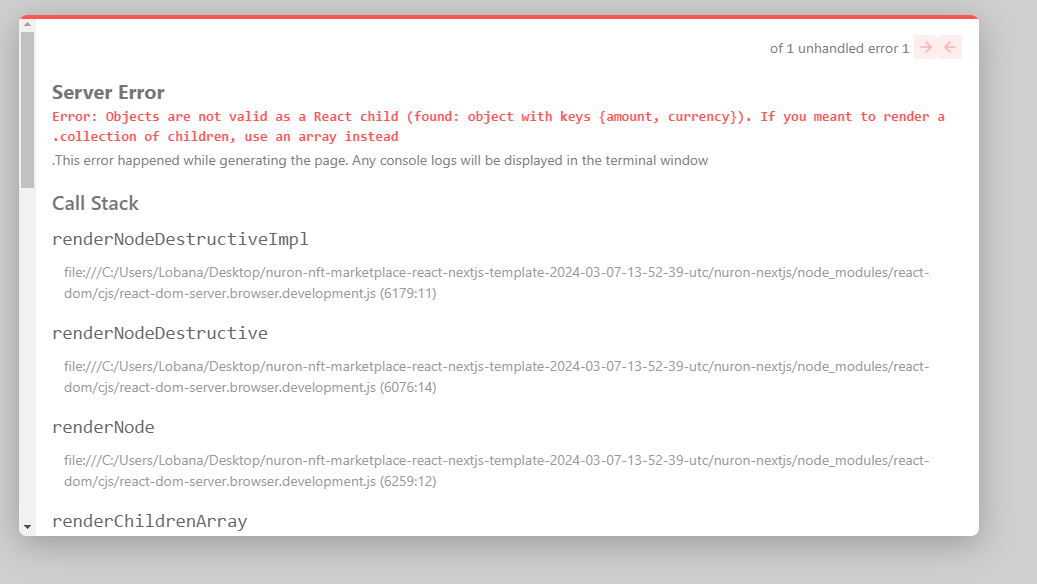 of 1 unhandled error 1
Server Error
Error: Objects are not valid as a React child (found: object with keys {amount, currency}). If you meant to render a
.collection of children, use an array instead
.This error happened while generating the page. Any console logs will be displayed in the terminal window
Call Stack
renderNodeDestructiveImpl
file:///C:/Users/Lobana/Desktop/nuron-nft-marketplace-react-nextjs-template-2024-03-07-13-52-39-utc/nuron-nextjs/node_modules/react-
dom/cjs/react-dom-server.browser.development.js (6179:11)
renderNodeDestructive
file:///C:/Users/Lobana/Desktop/nuron-nft-marketplace-react-nextjs-template-2024-03-07-13-52-39-utc/nuron-nextjs/node_modules/react-
dom/cjs/react-dom-server.browser.development.js (6076:14)
renderNode
file:///C:/Users/Lobana/Desktop/nuron-nft-marketplace-react-nextjs-template-2024-03-07-13-52-39-utc/nuron-nextjs/node_modules/react-
dom/cjs/react-dom-server.browser.development.js (6259:12)
renderChildrenArray